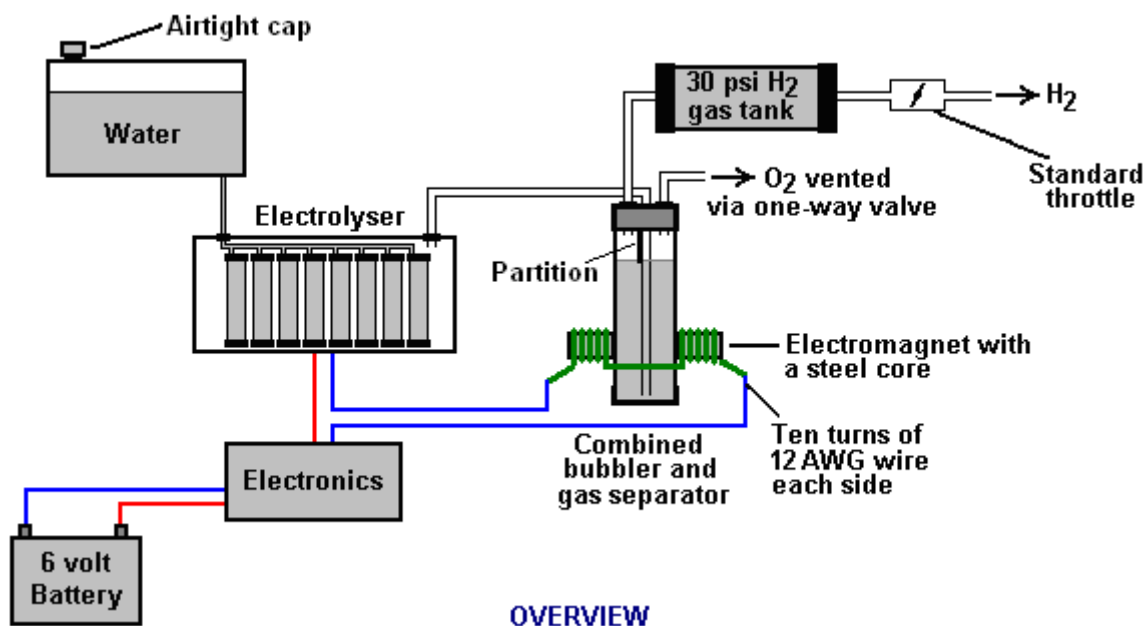 Airtight cap
Water
30 psi H2
gas tank
H2
Standard
throttle
O2 vented
via one-way valve
Electrolyser
Partition
Electromagnet with
a steel core
Ten turns of
12 AWG wire
each side
Combined
bubbler and
gas separator
Electronics
6 volt
Battery
OVERVIEW